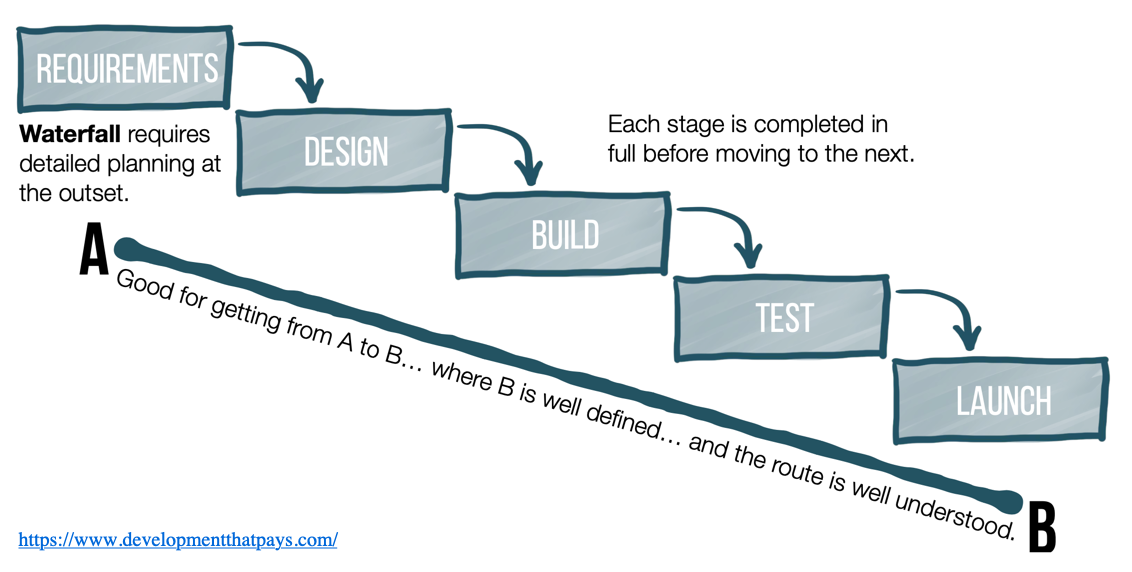 REQUIREMENTS
Waterfall requires
detailed planning at
the outset.
DESIGN
Each stage is completed in
full before moving to the next.
BUILD
TEST
LAUNCH
A
Good for getting from A to B... where B is well defined... and the route is well understood.
B
https://www.developmentthatpays.com/